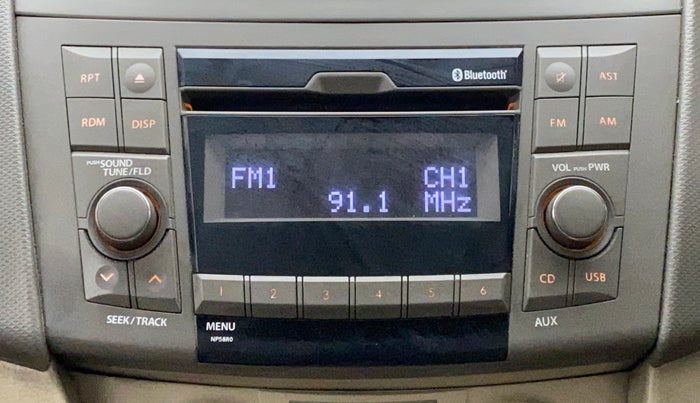 Bluetooth
RPT
AST
RDM DISP
FM AM
PUSH SOUND
TUNE/FLD
VOL PUSH PWR
FM1 CH1
91.1 MHz
1 2 3 4 5 6
CD USB
SEEK/TRACK
MENU
AUX
NP58R0